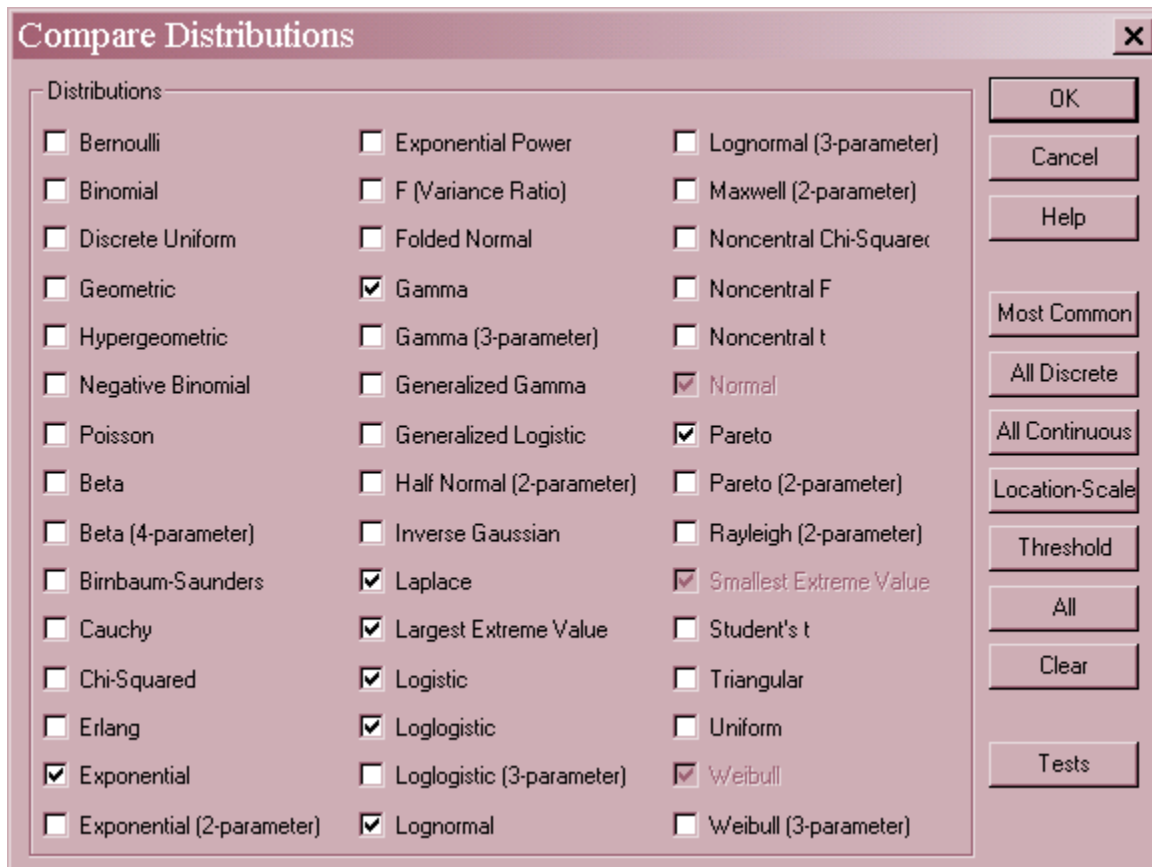 Compare Distributions
Distributions
Bernoulli
Binomial
Discrete Uniform
Geometric
Hypergeometric
Negative Binomial
Poisson
Beta
Beta (4-parameter)
Birnbaum-Saunders
Cauchy
Chi-Squared
Erlang
Exponential
Exponential (2-parameter)
Exponential Power
F (Variance Ratio)
Folded Normal
Gamma
Gamma (3-parameter)
Generalized Gamma
Generalized Logistic
Half Normal (2-parameter)
Inverse Gaussian
Laplace
Largest Extreme Value
Logistic
Loglogistic
Loglogistic (3-parameter)
Lognormal
Lognormal (3-parameter)
Maxwell (2-parameter)
Noncentral Chi-Squared
Noncentral F
Noncentral t
Normal
Pareto
Pareto (2-parameter)
Rayleigh (2-parameter)
Smallest Extreme Value
Student's t
Triangular
Uniform
Weibull
Weibull (3-parameter)
OK
Cancel
Help
Most Common
All Discrete
All Continuous
Location-Scale
Threshold
All
Clear
Tests